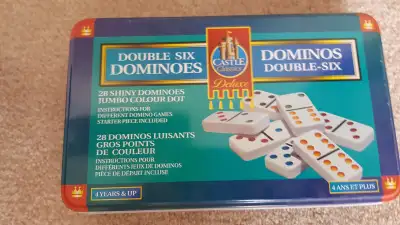 DOUBLE SIX
DOMINOES
CASTLE
Classics
Deluxe
DOMINOS
DOUBLE-SIX
28 SHINY DOMINOES
JUMBO COLOUR DOT
INSTRUCTIONS FOR
DIFFERENT DOMINO GAMES
STARTER PIECE INCLUDED
28 DOMINOS LUISANTS
GROS POINTS
DE COULEUR
INSTRUCTIONS POUR
DIFFÉRENTS JEUX DE DOMINOS
PIÈCE DE DÉPART INCLUSE
4 YEARS & UP
4 ANS ET PLUS